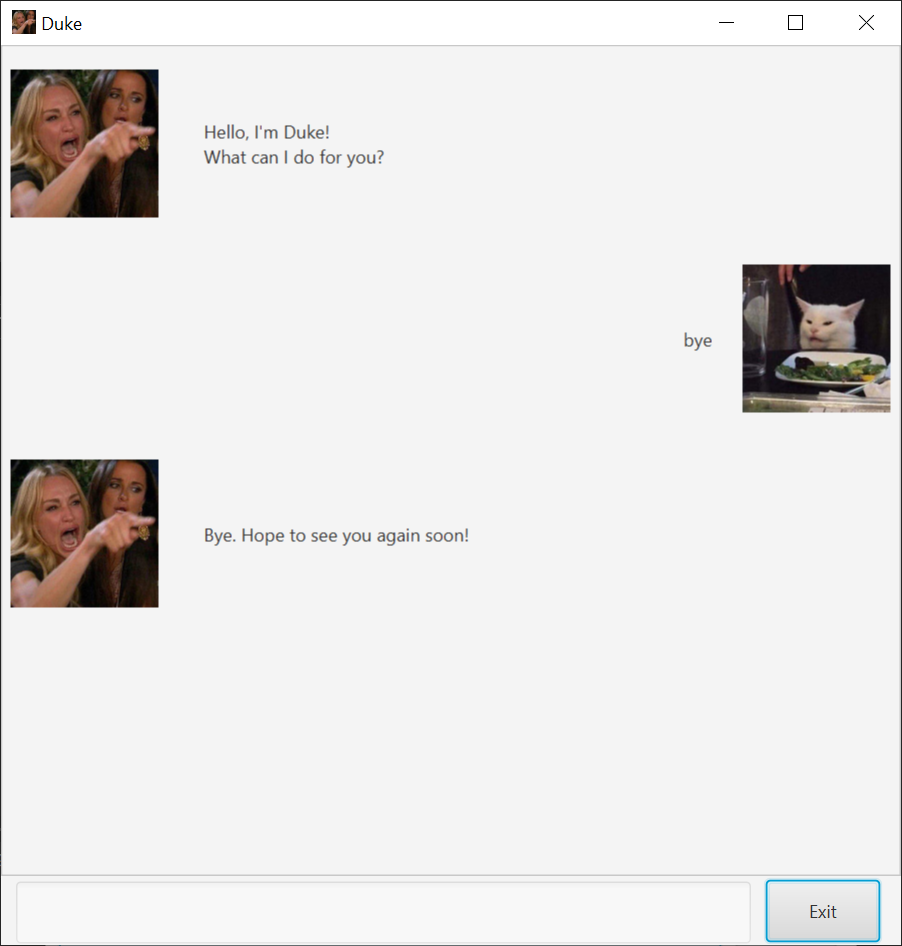 Duke
Hello, I'm Duke!
What can I do for you?
bye
Bye. Hope to see you again soon!
Exit